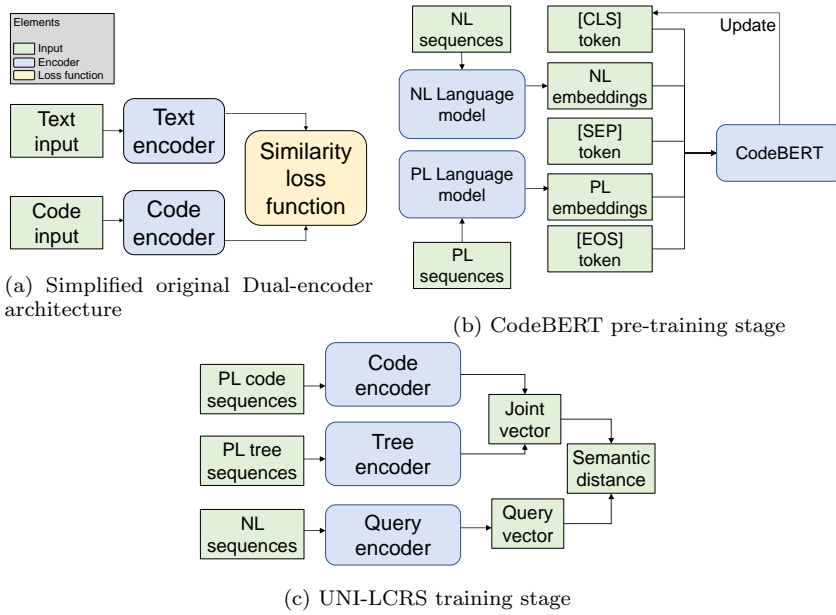 Elements
Input
Encoder
Loss function
Text
input
Text
encoder
Similarity
loss
function
Code
input
Code
encoder
(a) Simplified original Dual-encoder
architecture
NL
sequences
NL Language
model
PL Language
model
PL
sequences
[CLS]
token
NL
embeddings
[SEP]
token
PL
embeddings
[EOS]
token
Update
CodeBERT
(b) CodeBERT pre-training stage
PL code
sequences
Code
encoder
PL tree
sequences
Tree
encoder
Joint
vector
Semantic
distance
NL
sequences
Query
encoder
Query
vector
(c) UNI-LCRS training stage